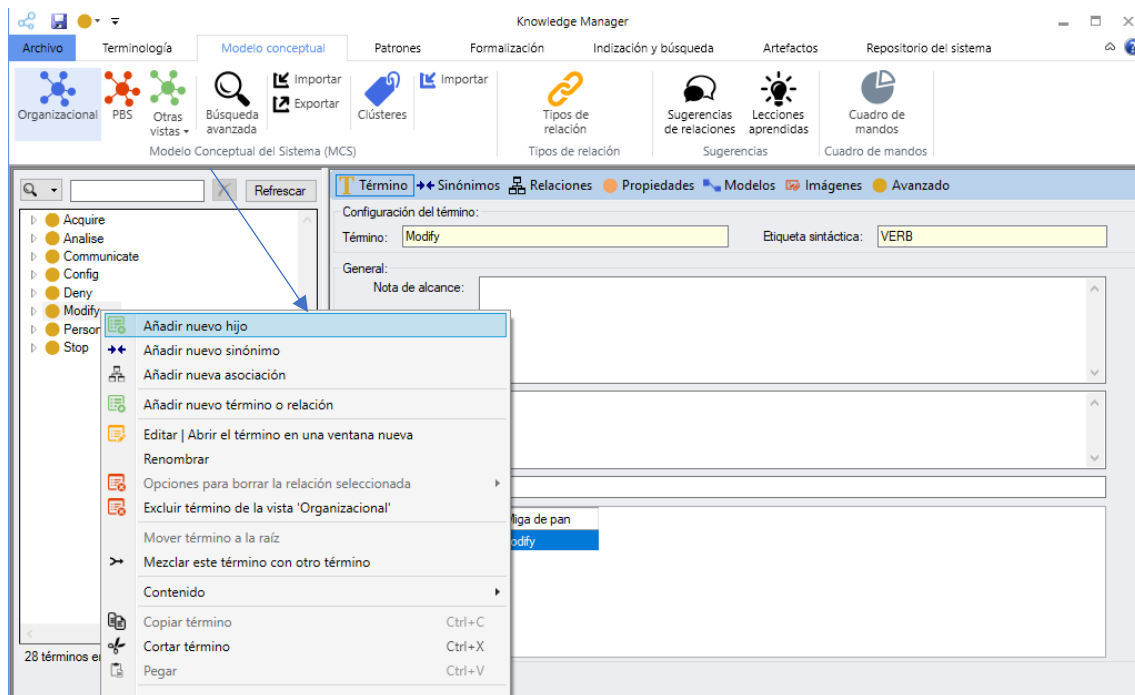 Knowledge Manager
Archivo Terminología Modelo conceptual Patrones Formalización Indización y búsqueda Artefactos Repositorio del sistema
Organizacional
PBS
Otras vistas
Búsqueda avanzada
Importar
Exportar
Clústeres
Importar
Tipos de relación
Sugerencias de relaciones
Lecciones aprendidas
Cuadro de mandos
Modelo Conceptual del Sistema (MCS) Tipos de relación Sugerencias Cuadro de mandos
Refrescar
Acquire
Analise
Communicate
Config
Deny
Modify
Person
Stop
28 términos
Término Sinónimos Relaciones Propiedades Modelos Imágenes Avanzado
Configuración del término:
Término: Modify Etiqueta sintáctica: VERB
General:
Nota de alcance:
Miga de pan
odify
Añadir nuevo hijo
Añadir nuevo sinónimo
Añadir nueva asociación
Añadir nuevo término o relación
Editar | Abrir el término en una ventana nueva
Renombrar
Opciones para borrar la relación seleccionada
Excluir término de la vista 'Organizacional'
Mover término a la raíz
Mezclar este término con otro término
Contenido
Copiar término Ctrl+C
Cortar término Ctrl+X
Pegar Ctrl+V